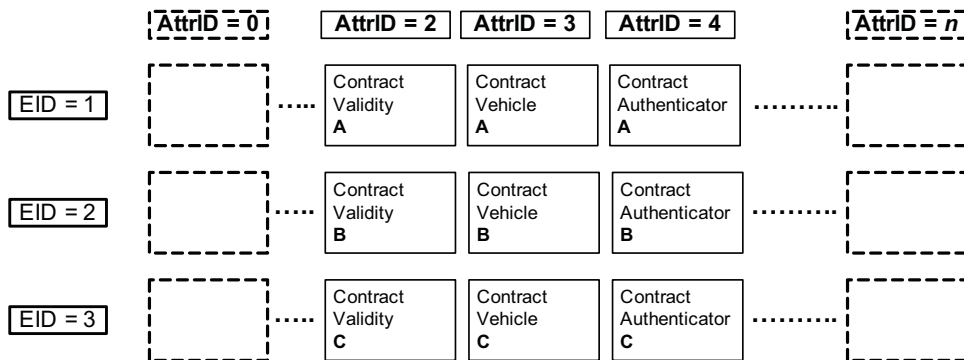 AttrID = 0 AttrID = 2 AttrID = 3 AttrID = 4 AttrID = n
EID = 1
Contract
Validity
A
Contract
Vehicle
A
Contract
Authenticator
A
EID = 2
Contract
Validity
B
Contract
Vehicle
B
Contract
Authenticator
B
EID = 3
Contract
Validity
C
Contract
Vehicle
C
Contract
Authenticator
C